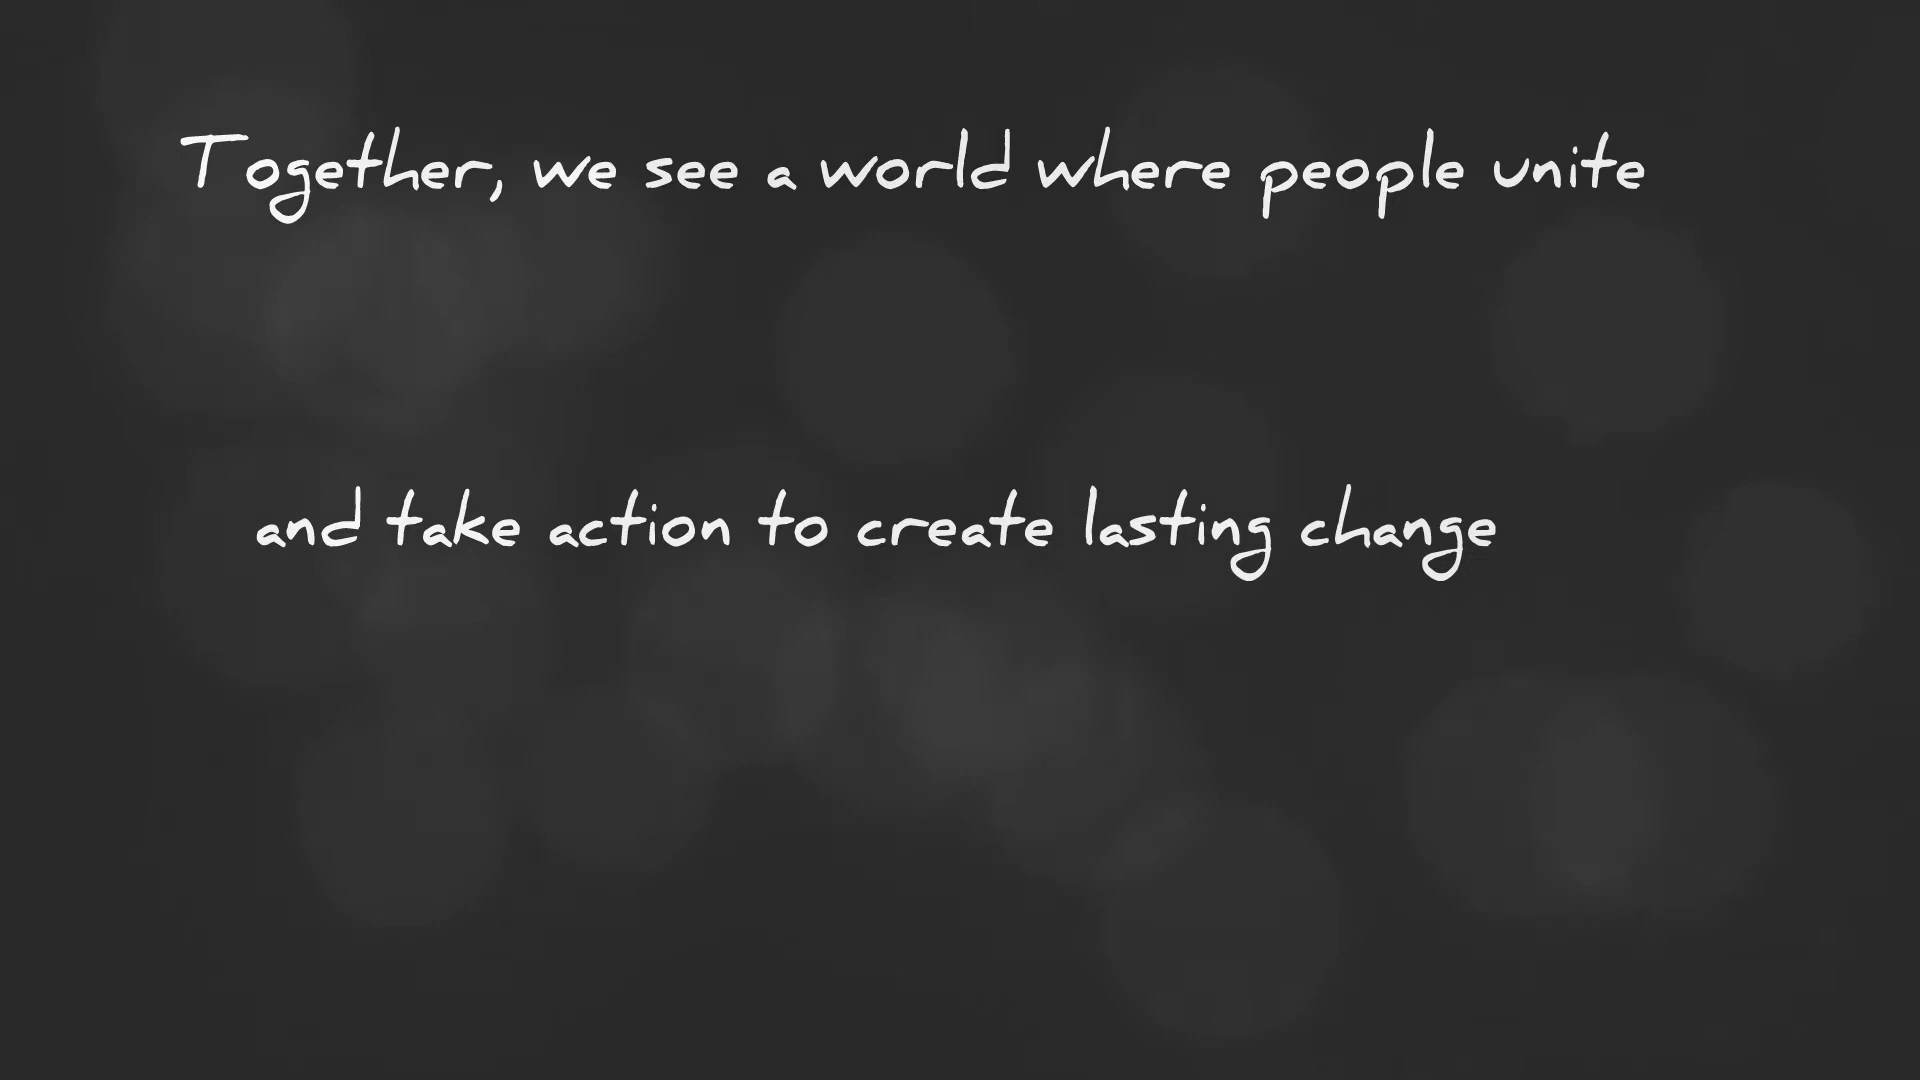 Together, we see a world where people unite
and take action to create lasting change